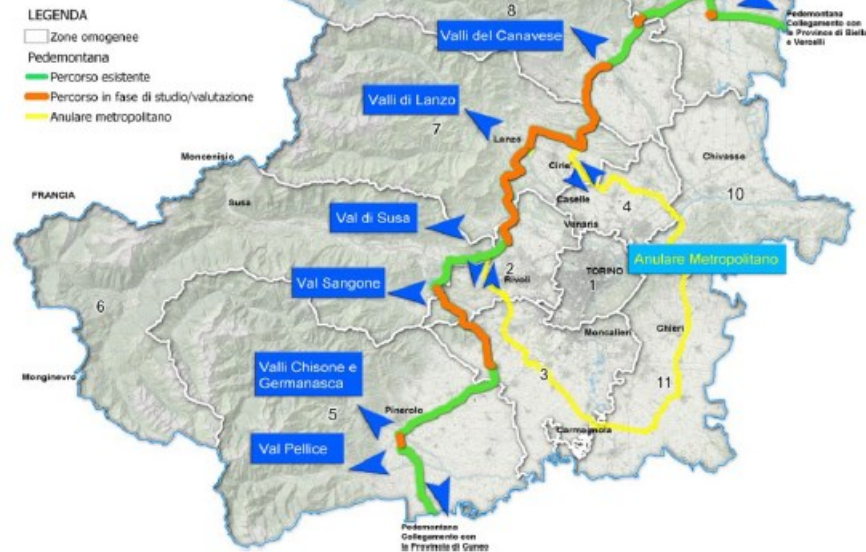 LEGENDA
Zone omogenee
Pedemontana
Percorso esistente
Percorso in fase di studio/valutazione
Anulare metropolitano
8
Pedemontana
Collegamento con
la Province di Biella
e Vercelli
Valli del Canavese
Valli di Lanzo
7
Lanzo
Moncenisio
Cirie'
Chivasso
FRANCIA
Susa
Caselle
4
10
Val di Susa
Venaria
2
Anulare Metropolitano
Val Sangone
Rivoli
TORINO
1
6
Moncalieri
Chieri
Monginevro
Valli Chisone e
Germanasca
3
11
5
Pinerolo
Carmagnola
Val Pellice
Pedemontana
Collegamento con
la Provincia di Cuneo